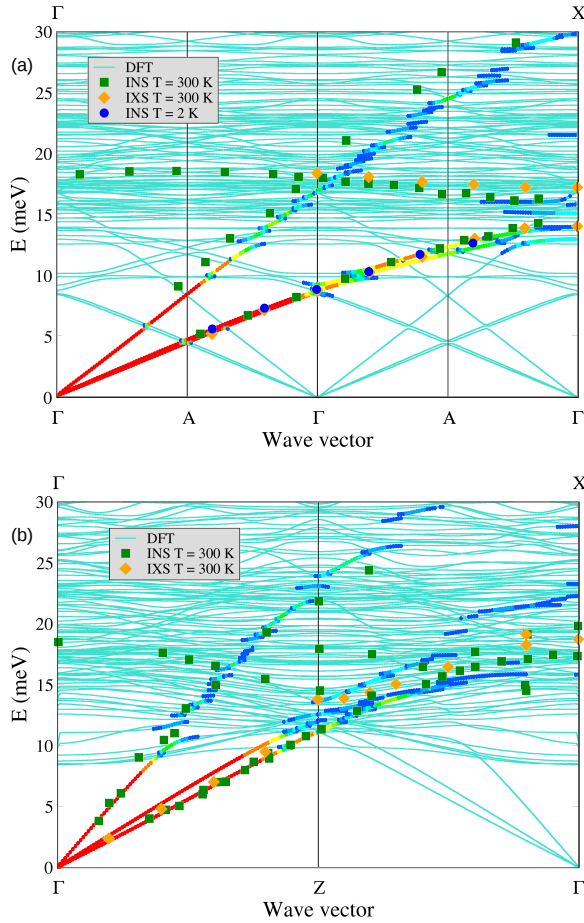 Γ X
(a)
DFT
INS T = 300 K
IXS T = 300 K
INS T = 2 K
30
25
20
15
10
5
0
E (meV)
Γ A Γ A Γ
Wave vector
Γ X
(b)
DFT
INS T = 300 K
IXS T = 300 K
30
25
20
15
10
5
0
E (meV)
Γ Z Γ
Wave vector